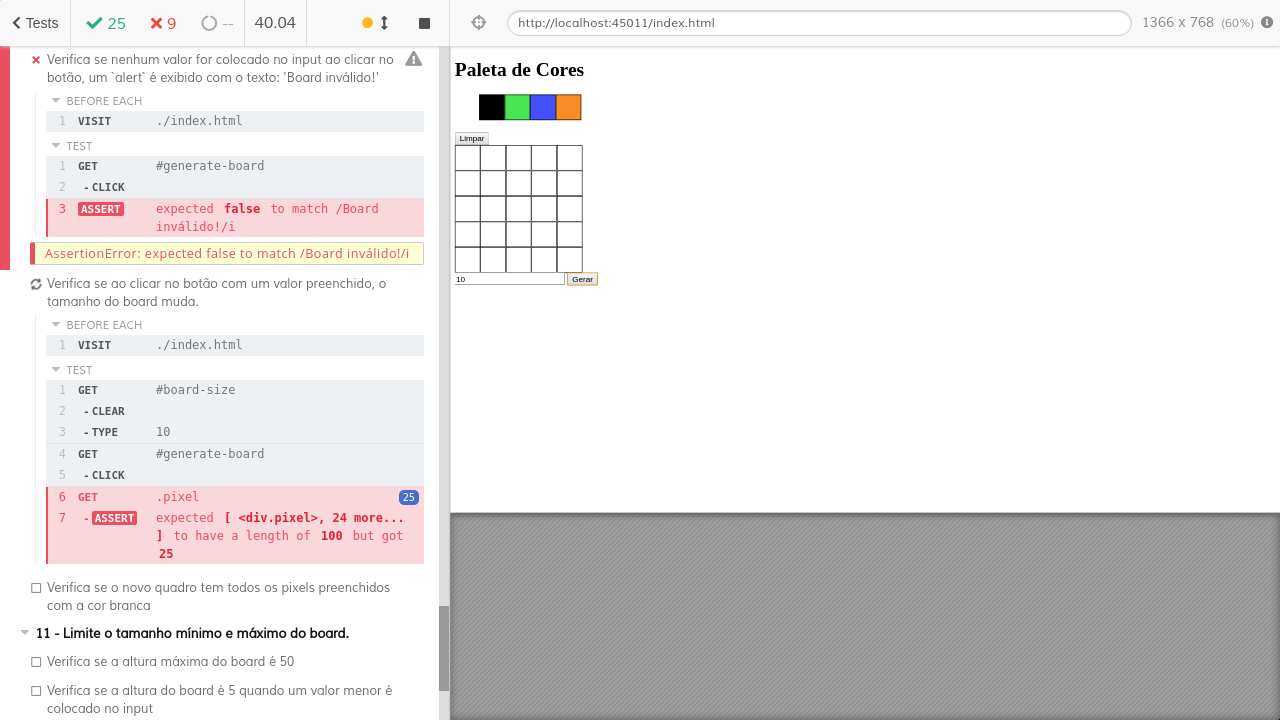 Tests
25
9
--
40.04
http://localhost:45011/index.html
1366 x 768 (60%)
Verifica se nenhum valor for colocado no input ao clicar no
botão, um `alert` é exibido com o texto: 'Board inválido!'
BEFORE EACH
1 VISIT ./index.html
TEST
1 GET #generate-board
2 - CLICK
3 ASSERT expected false to match /Board
inválido!/i
AssertionError: expected false to match /Board inválido!/i
Verifica se ao clicar no botão com um valor preenchido, o
tamanho do board muda.
BEFORE EACH
1 VISIT ./index.html
TEST
1 GET #board-size
2 - CLEAR
3 - TYPE 10
4 GET #generate-board
5 - CLICK
6 GET .pixel 25
7 - ASSERT expected [ <div.pixel>, 24 more...
] to have a length of 100 but got
25
Verifica se o novo quadro tem todos os pixels preenchidos
com a cor branca
11 - Limite o tamanho mínimo e máximo do board.
Verifica se a altura máxima do board é 50
Verifica se a altura do board é 5 quando um valor menor é
colocado no input
Paleta de Cores
Limpar
10
Gerar